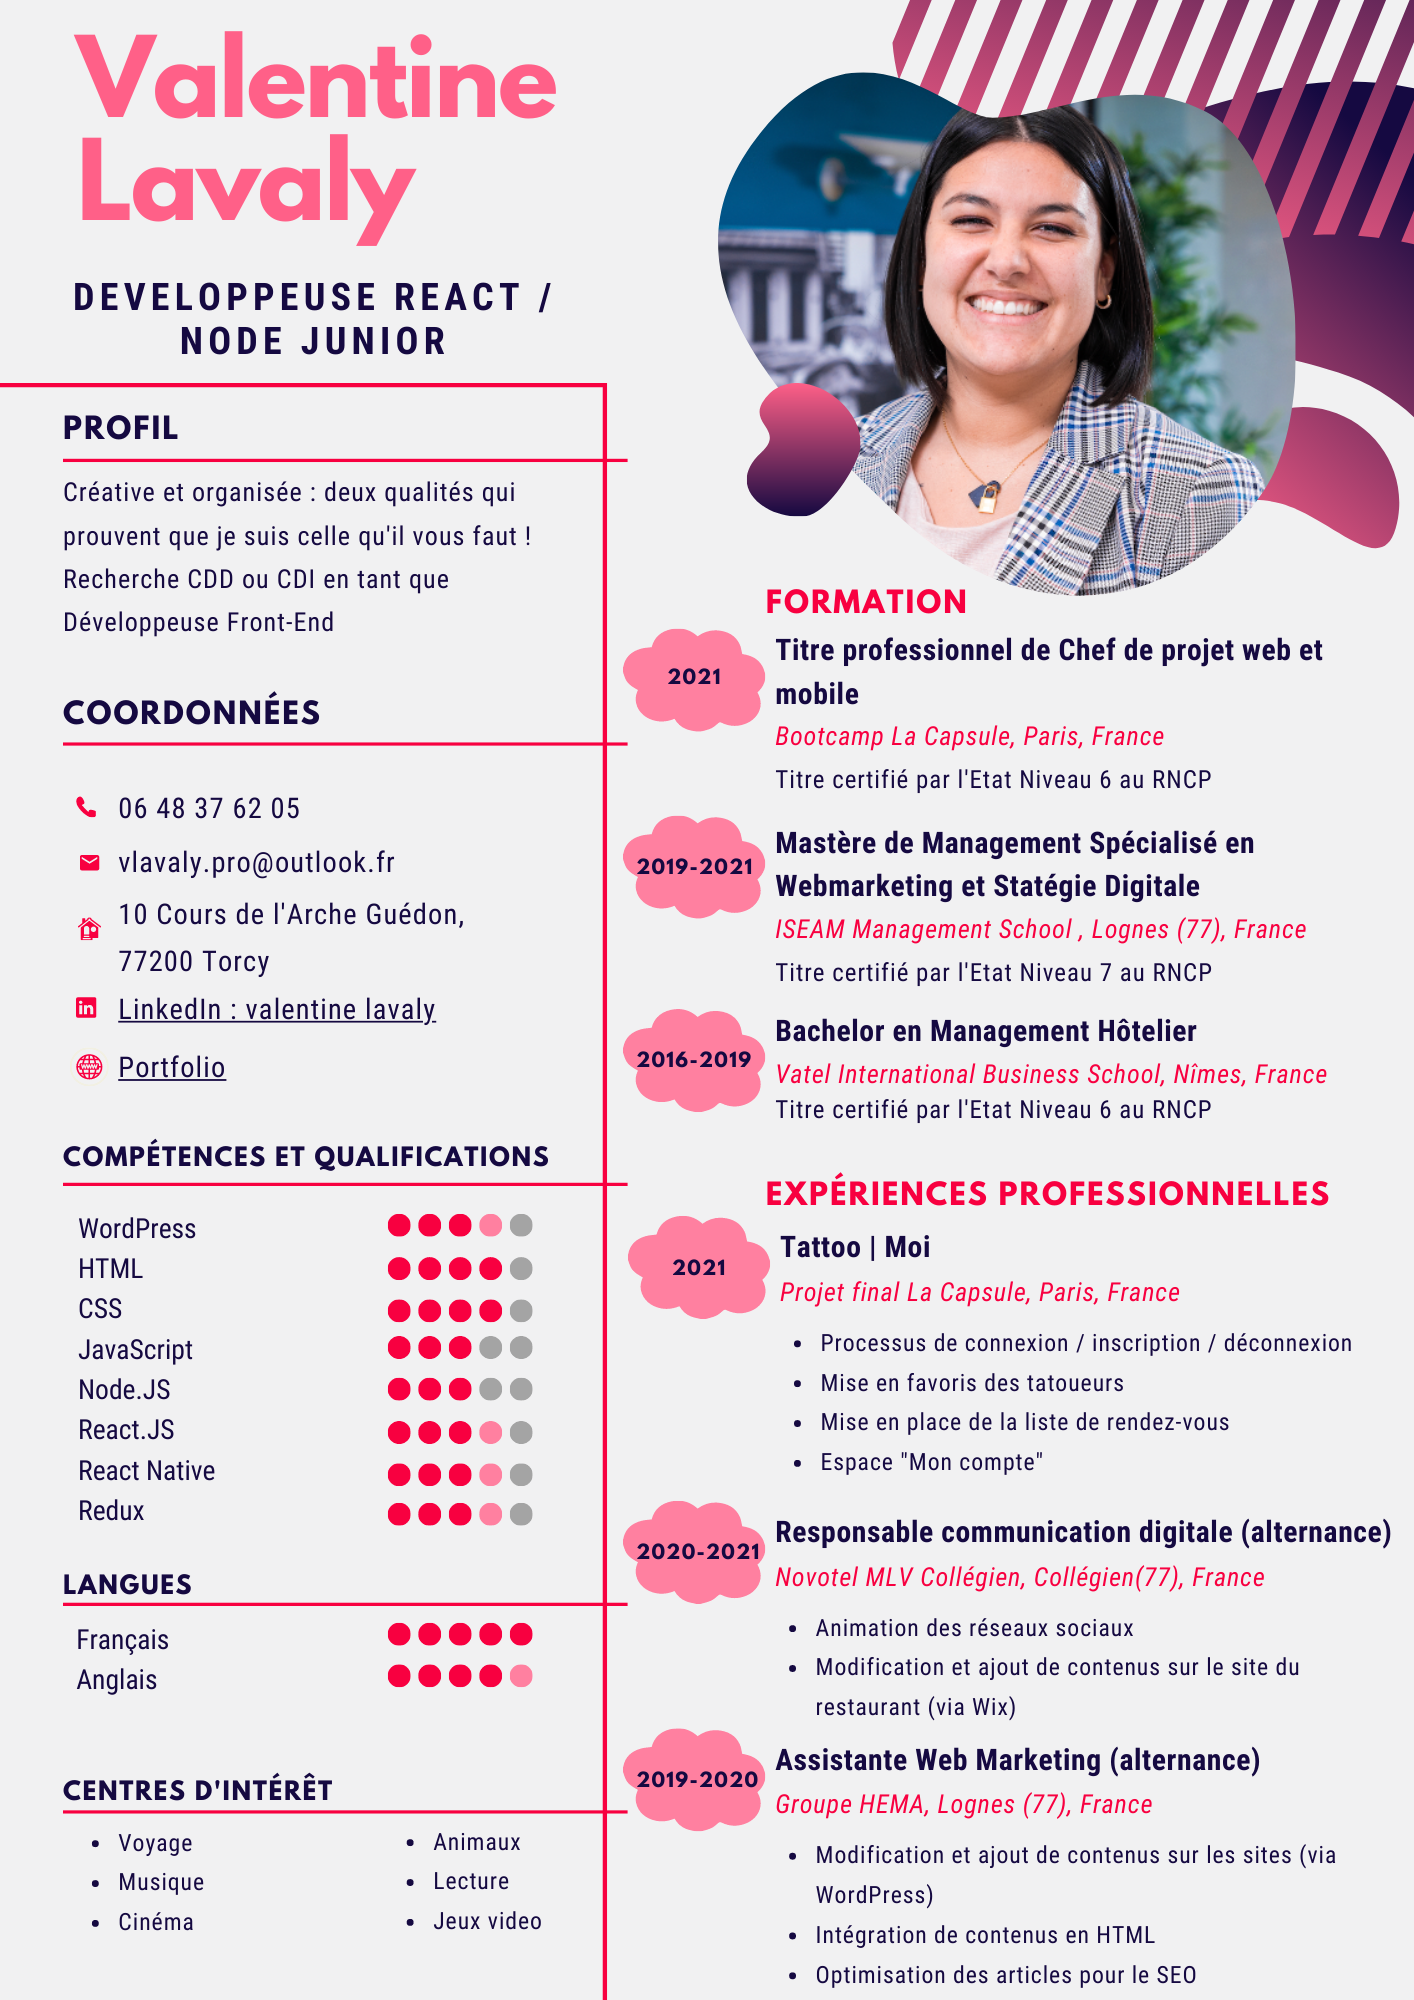 Valentine
Lavaly
DEVELOPPEUSE REACT /
NODE JUNIOR
PROFIL
Créative et organisée : deux qualités qui
prouvent que je suis celle qu'il vous faut !
Recherche CDD ou CDI en tant que
Développeuse Front-End
COORDONNÉES
06 48 37 62 05
vlavaly.pro@outlook.fr
10 Cours de l'Arche Guédon,
77200 Torcy
LinkedIn : valentine lavaly
Portfolio
COMPÉTENCES ET QUALIFICATIONS
WordPress
HTML
CSS
JavaScript
Node.JS
React.JS
React Native
Redux
LANGUES
Français
Anglais
CENTRES D'INTÉRÊT
Voyage
Musique
Cinéma
Animaux
Lecture
Jeux video
FORMATION
2021
Titre professionnel de Chef de projet web et
mobile
Bootcamp La Capsule, Paris, France
Titre certifié par l'Etat Niveau 6 au RNCP
2019-2021
Mastère de Management Spécialisé en
Webmarketing et Statégie Digitale
ISEAM Management School , Lognes (77), France
Titre certifié par l'Etat Niveau 7 au RNCP
2016-2019
Bachelor en Management Hôtelier
Vatel International Business School, Nîmes, France
Titre certifié par l'Etat Niveau 6 au RNCP
EXPÉRIENCES PROFESSIONNELLES
2021
Tattoo | Moi
Projet final La Capsule, Paris, France
Processus de connexion / inscription / déconnexion
Mise en favoris des tatoueurs
Mise en place de la liste de rendez-vous
Espace "Mon compte"
2020-2021
Responsable communication digitale (alternance)
Novotel MLV Collégien, Collégien(77), France
Animation des réseaux sociaux
Modification et ajout de contenus sur le site du
restaurant (via Wix)
2019-2020
Assistante Web Marketing (alternance)
Groupe HEMA, Lognes (77), France
Modification et ajout de contenus sur les sites (via
WordPress)
Intégration de contenus en HTML
Optimisation des articles pour le SEO